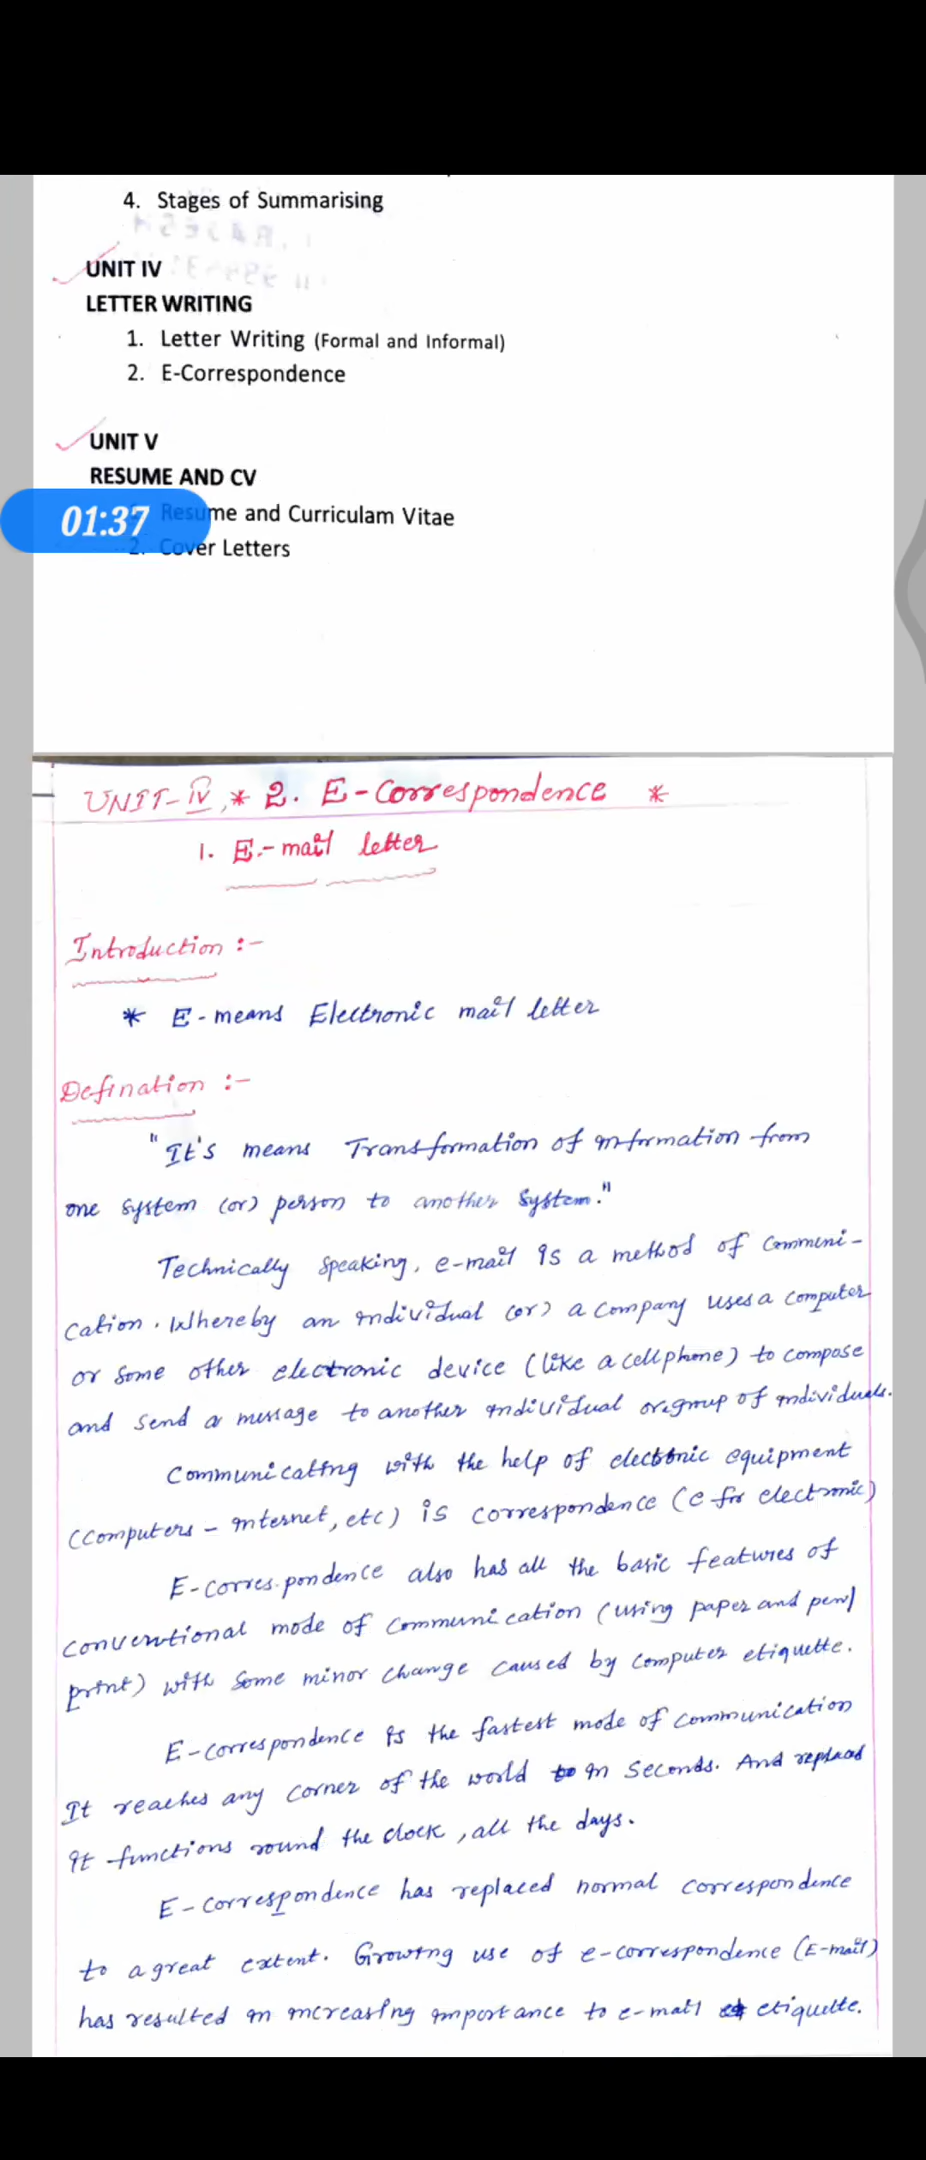 4. Stages of Summarising
UNIT IV
LETTER WRITING
1. Letter Writing (Formal and Informal)
2. E-Correspondence
UNIT V
RESUME AND CV
01:37
Resume and Curriculam Vitae
2. Cover Letters
UNIT-IV, * 2. E-Correspondence *
1. E.-mail letter
Introduction :-
* E-means Electronic mail letter
Defination :-
"It's means Transformation of information from
one system (or) person to another system."
Technically speaking, e-mail is a method of communi-
cation. Whereby an individual (or) a company uses a computer
or some other electronic device (like a cellphone) to compose
and send a message to another individual or group of individuals.
Communicating with the help of electronic equipment
(computers - internet, etc) is correspondence (e for electronic)
E-corres.pondence also has all the basic features of
conventional mode of communication (using paper and pen/
print) with some minor change caused by computer etiquette.
E-correspondence is the fastest mode of communication
It reaches any corner of the world in seconds. And replaed
it functions round the clock, all the days.
E-correspondence has replaced normal correspondence
to a great extent. Growing use of e-correspondence (E-mail)
has resulted in increasing importance to e-mail etiquette.